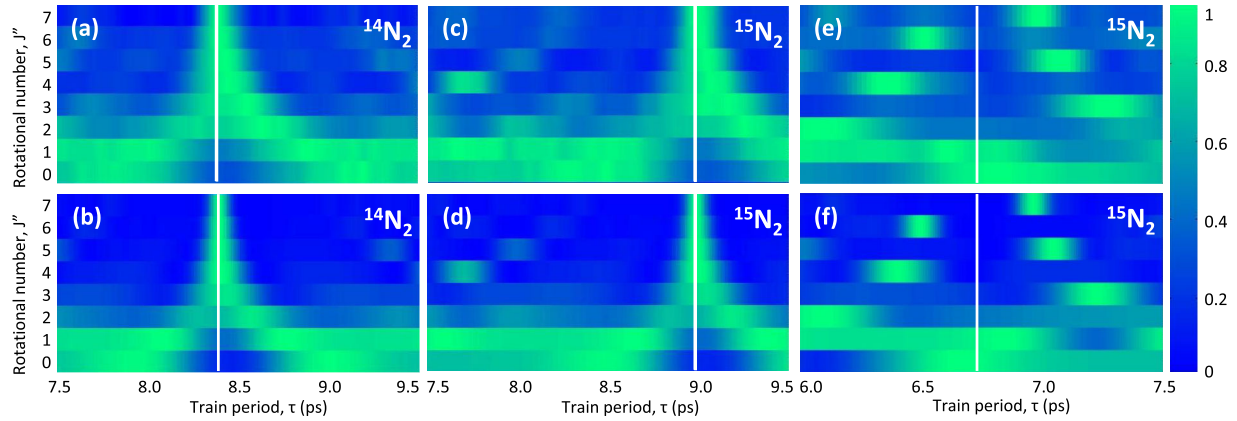 Rotational number, J”
7
6
5
4
3
2
1
0
(a)
14N2
(c)
15N2
(e)
15N2
Rotational number, J”
7
6
5
4
3
2
1
0
(b)
14N2
(d)
15N2
(f)
15N2
7.5 8.0 8.5 9.0 9.5
Train period, τ (ps)
7.5 8.0 8.5 9.0 9.5
Train period, τ (ps)
6.0 6.5 7.0 7.5
Train period, τ (ps)
1
0.8
0.6
0.4
0.2
0